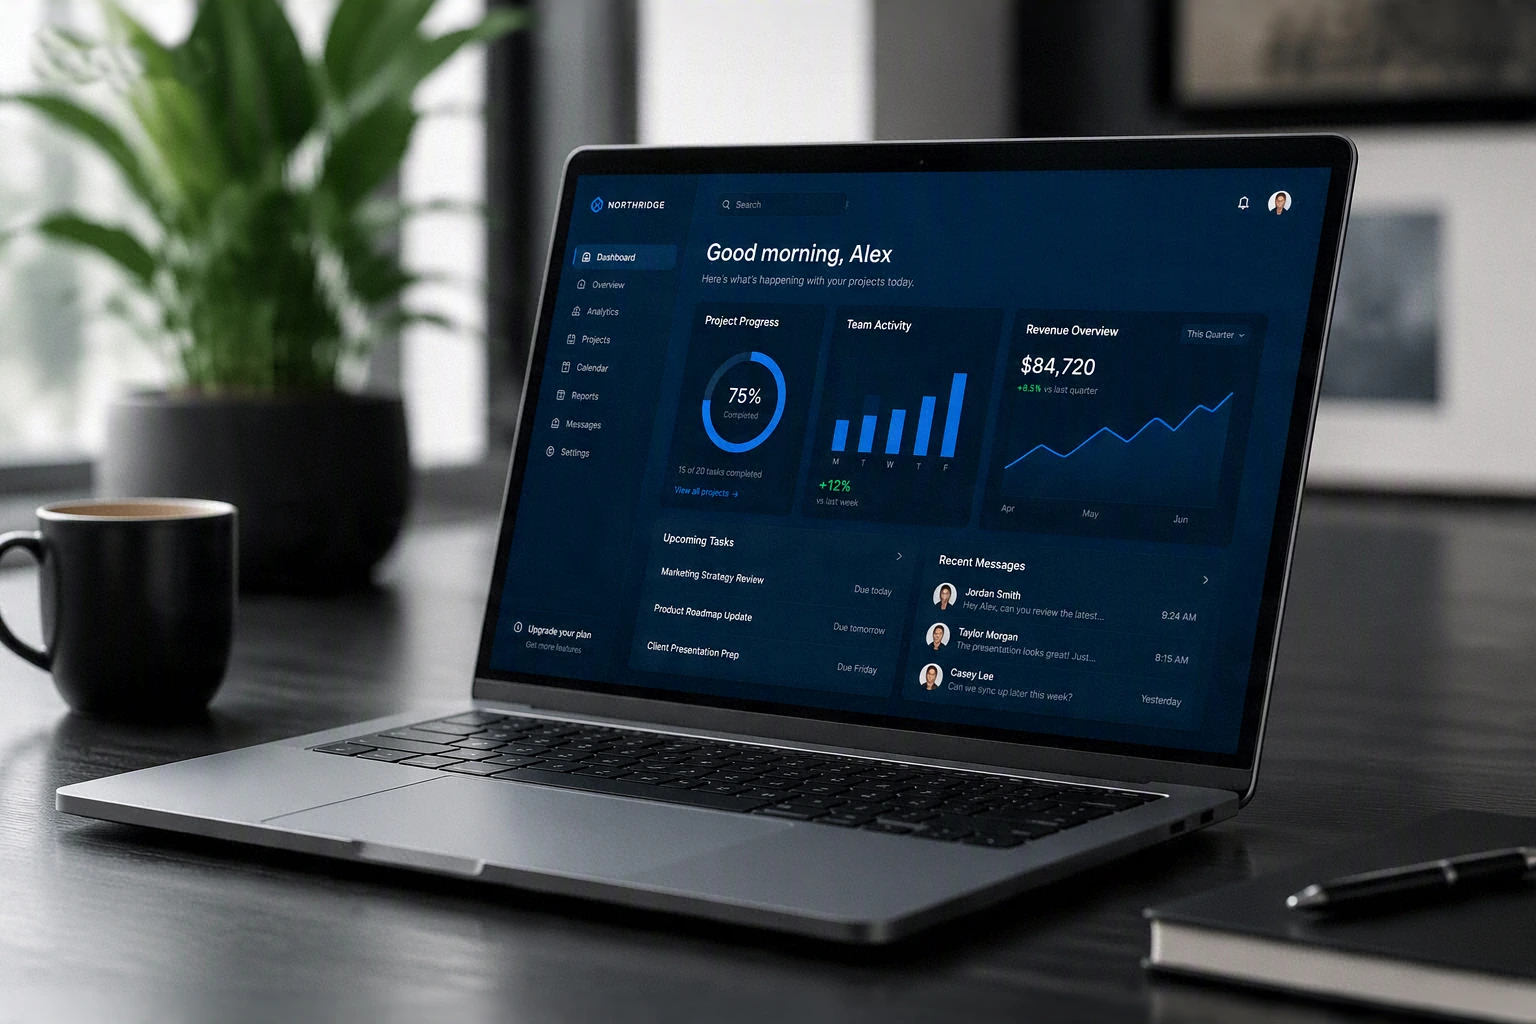 NORTHRIDGE
Search
Good morning, Alex
Here's what's happening with your projects today.
Dashboard
Overview
Analytics
Projects
Calendar
Reports
Messages
Settings
Upgrade your plan
Get more features
Project Progress
75%
Completed
15 of 20 tasks completed
View all projects →
Team Activity
M T W T F
+12%
vs last week
Revenue Overview
This Quarter
$84,720
+8.5% vs last quarter
Apr May Jun
Upcoming Tasks
Marketing Strategy Review Due today
Product Roadmap Update Due tomorrow
Client Presentation Prep Due Friday
Recent Messages
Jordan Smith
Hey Alex, can you review the latest... 9:24 AM
Taylor Morgan
The presentation looks great! Just... 8:15 AM
Casey Lee
Can we sync up later this week? Yesterday